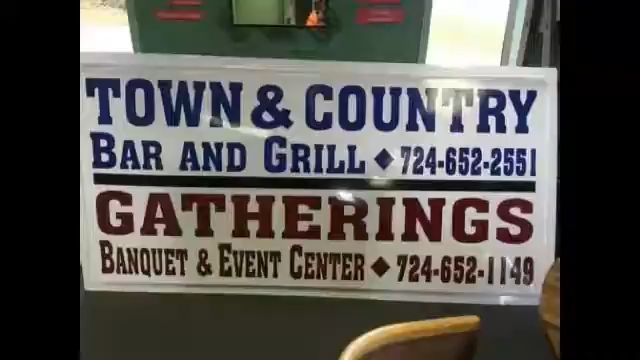 TOWN & COUNTRY
BAR AND GRILL ◆ 724-652-2551
GATHERINGS
BANQUET & EVENT CENTER ◆ 724-652-1149